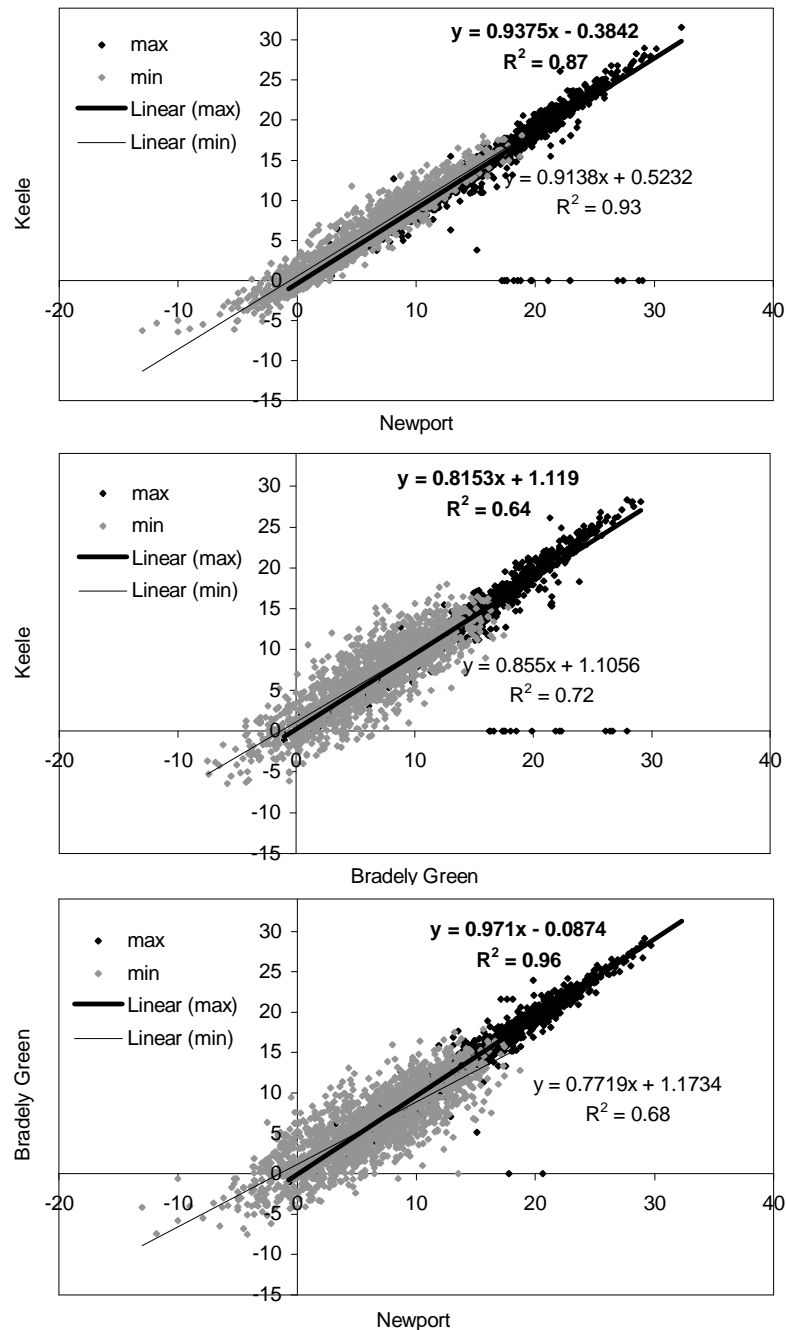 y = 0.9375x - 0.3842
R² = 0.87
max
min
Linear (max)
Linear (min)
y = 0.9138x + 0.5232
R² = 0.93
Keele
30
25
20
15
10
5
0
-5
-10
-15
-20 -10 0 10 20 30 40
Newport
y = 0.8153x + 1.119
R² = 0.64
max
min
Linear (max)
Linear (min)
y = 0.855x + 1.1056
R² = 0.72
Keele
30
25
20
15
10
5
0
-5
-10
-15
-20 -10 0 10 20 30 40
Bradely Green
y = 0.971x - 0.0874
R² = 0.96
max
min
Linear (max)
Linear (min)
y = 0.7719x + 1.1734
R² = 0.68
Bradely Green
30
25
20
15
10
5
0
-5
-10
-15
-20 -10 0 10 20 30 40
Newport